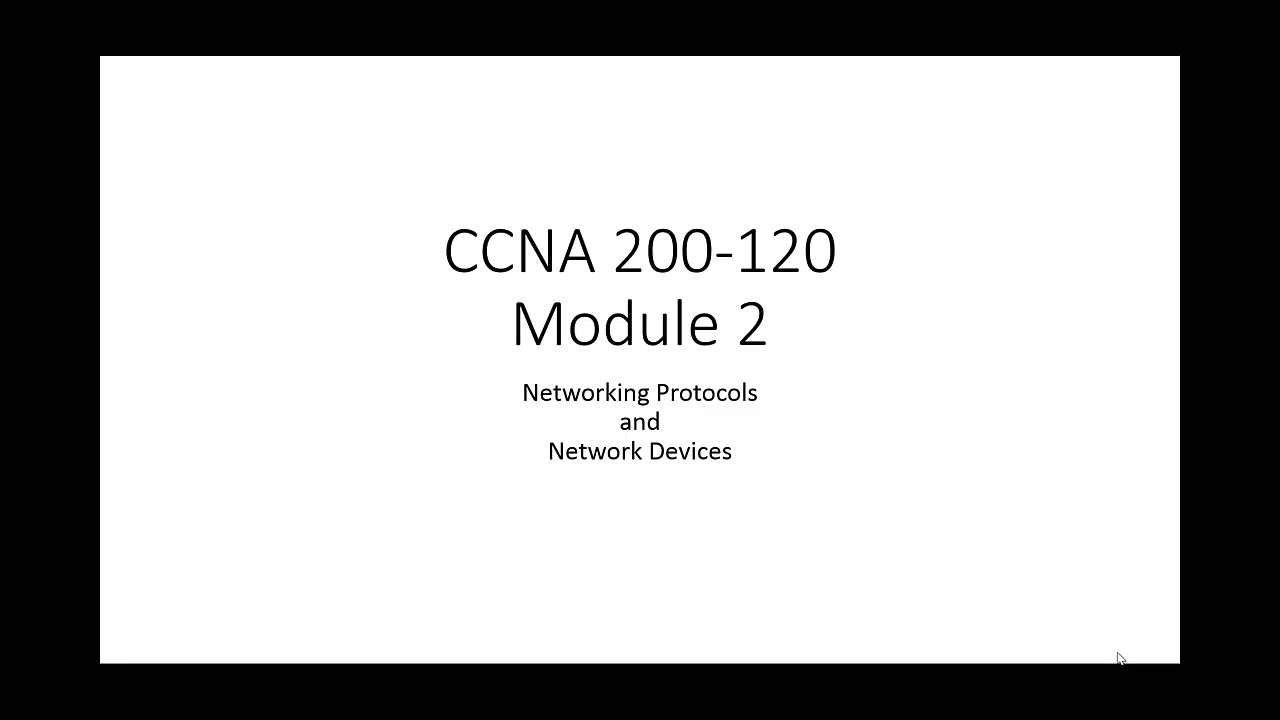 CCNA 200-120
Module 2
Networking Protocols
and
Network Devices